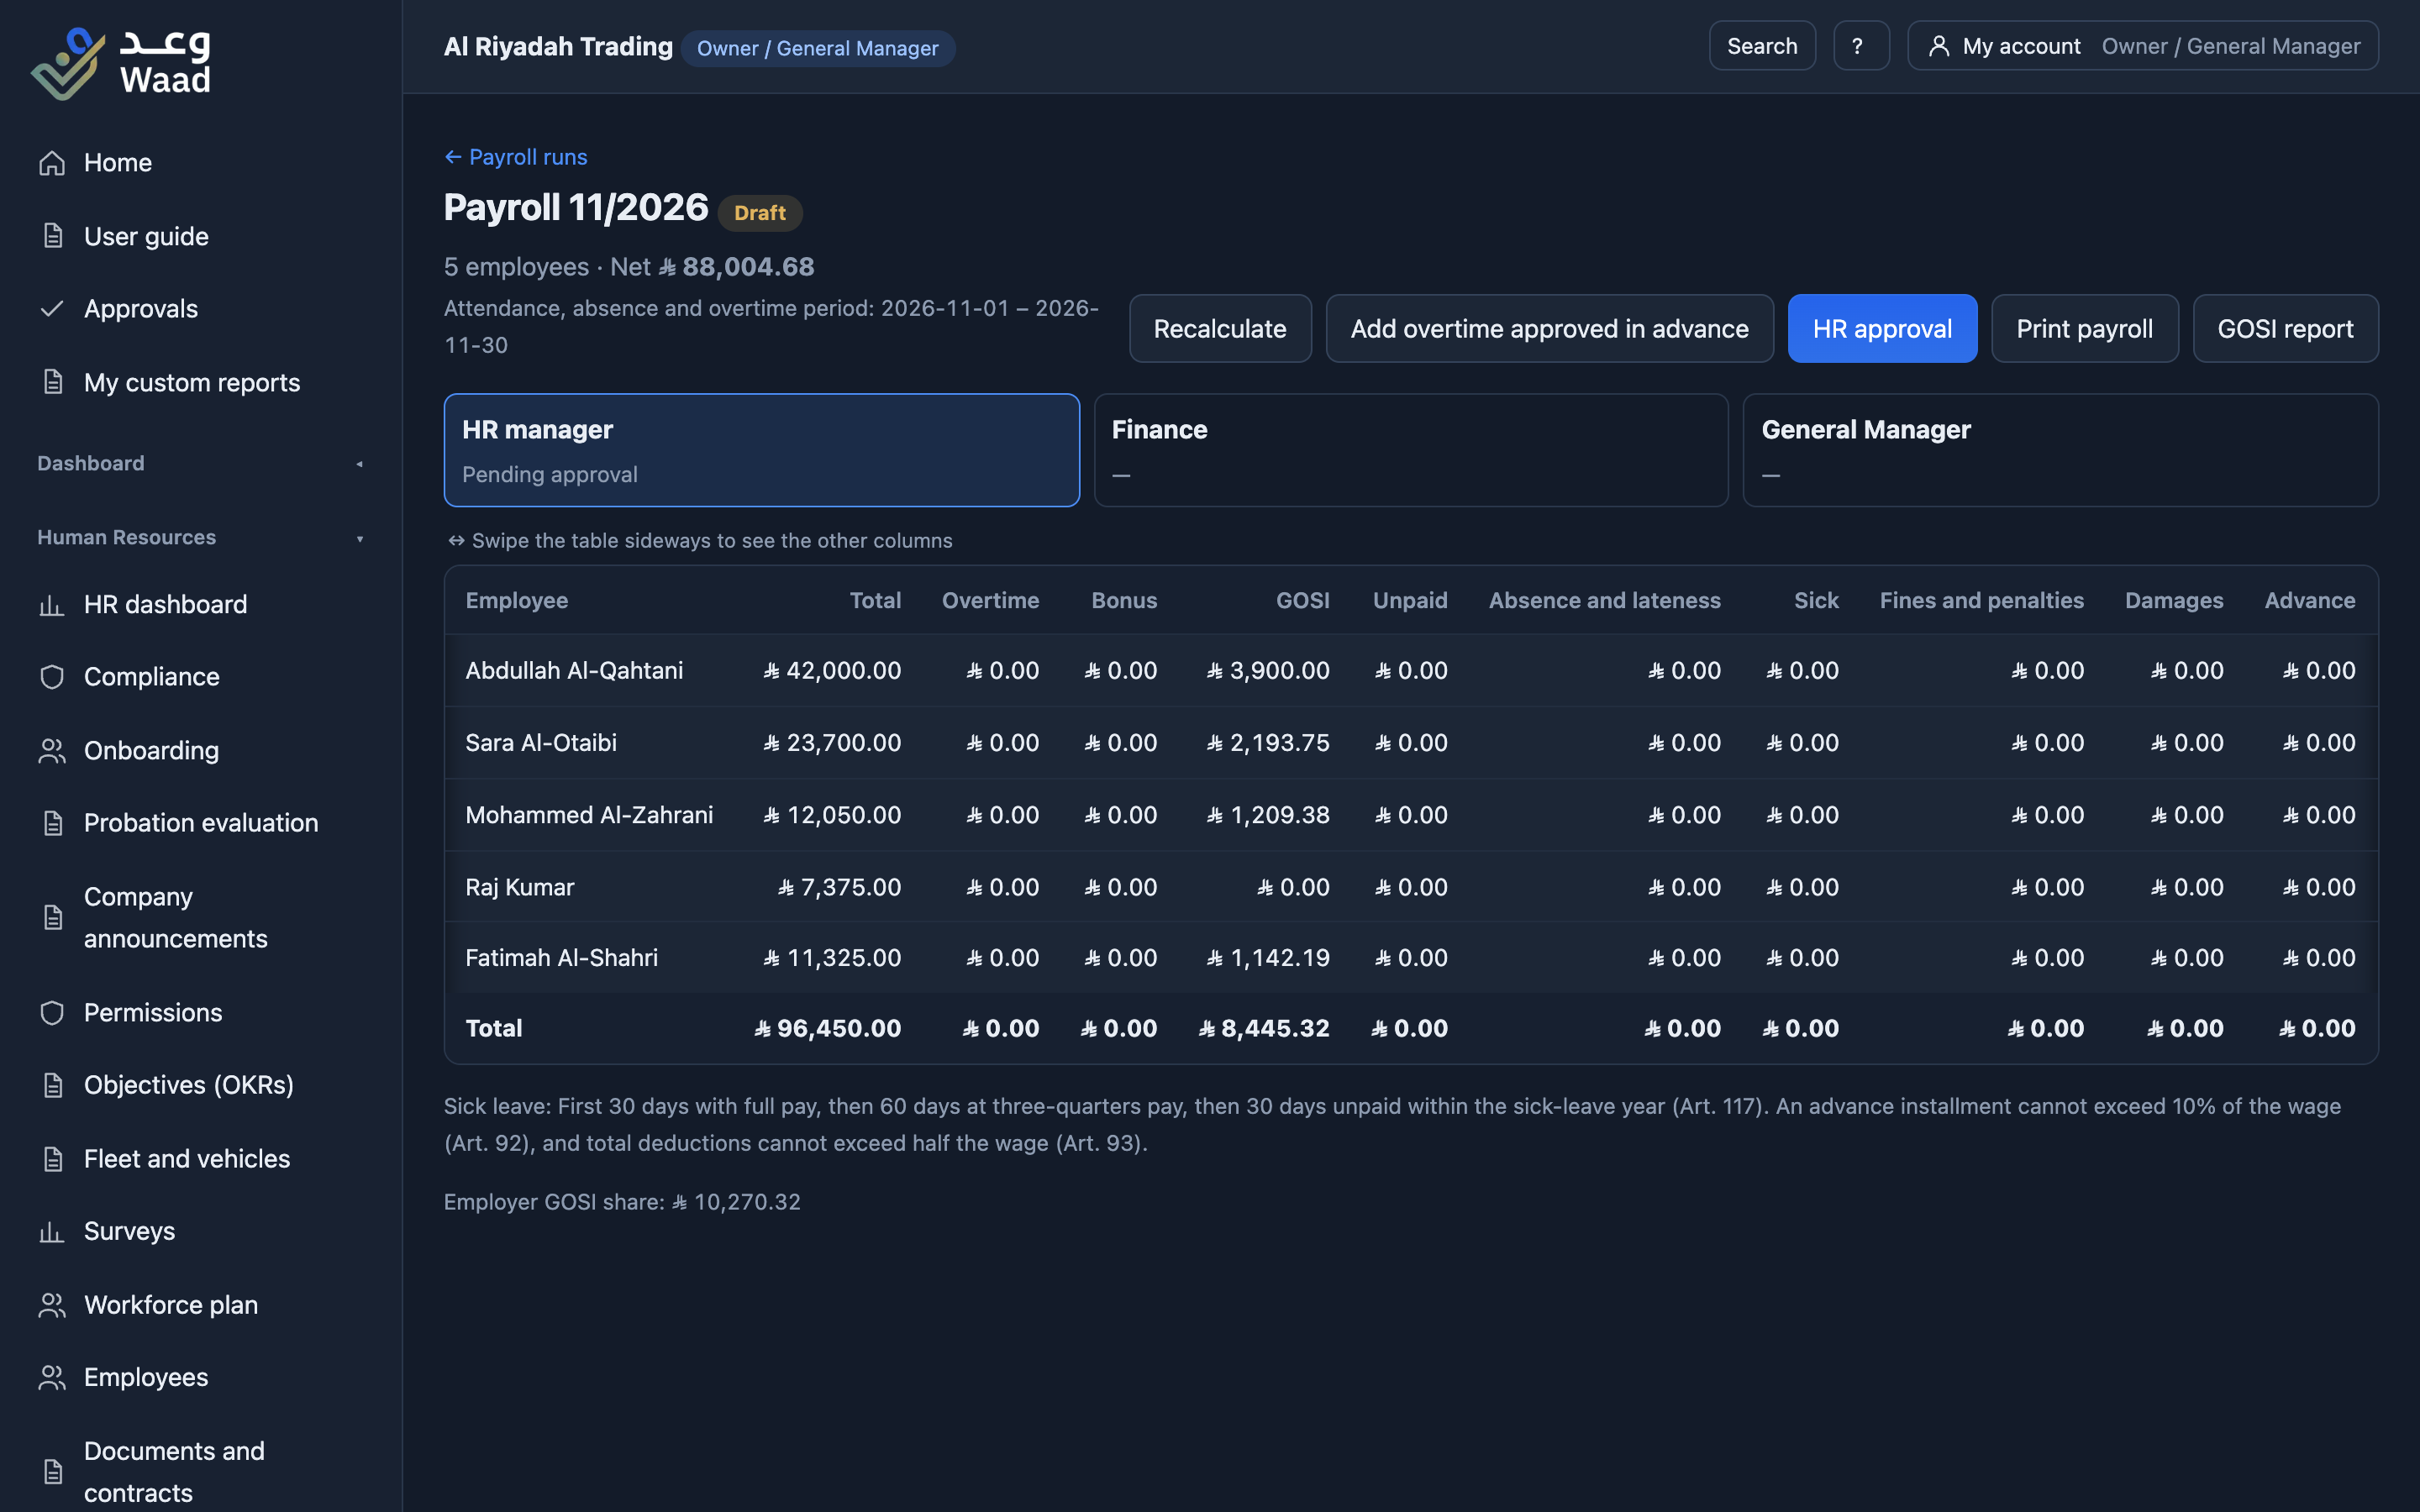 وعد
Waad
Home
User guide
Approvals
My custom reports
Dashboard
Human Resources
HR dashboard
Compliance
Onboarding
Probation evaluation
Company
announcements
Permissions
Objectives (OKRs)
Fleet and vehicles
Surveys
Workforce plan
Employees
Documents and
contracts
Al Riyadah Trading Owner / General Manager Search ? My account Owner / General Manager
← Payroll runs
Payroll 11/2026 Draft
5 employees · Net ⃁ 88,004.68
Attendance, absence and overtime period: 2026-11-01 – 2026-
11-30
Recalculate Add overtime approved in advance HR approval Print payroll GOSI report
HR manager Finance General Manager
Pending approval — —
↔ Swipe the table sideways to see the other columns
Employee Total Overtime Bonus GOSI Unpaid Absence and lateness Sick Fines and penalties Damages Advance
Abdullah Al-Qahtani ⃁ 42,000.00 ⃁ 0.00 ⃁ 0.00 ⃁ 3,900.00 ⃁ 0.00 ⃁ 0.00 ⃁ 0.00 ⃁ 0.00 ⃁ 0.00 ⃁ 0.00
Sara Al-Otaibi ⃁ 23,700.00 ⃁ 0.00 ⃁ 0.00 ⃁ 2,193.75 ⃁ 0.00 ⃁ 0.00 ⃁ 0.00 ⃁ 0.00 ⃁ 0.00 ⃁ 0.00
Mohammed Al-Zahrani ⃁ 12,050.00 ⃁ 0.00 ⃁ 0.00 ⃁ 1,209.38 ⃁ 0.00 ⃁ 0.00 ⃁ 0.00 ⃁ 0.00 ⃁ 0.00 ⃁ 0.00
Raj Kumar ⃁ 7,375.00 ⃁ 0.00 ⃁ 0.00 ⃁ 0.00 ⃁ 0.00 ⃁ 0.00 ⃁ 0.00 ⃁ 0.00 ⃁ 0.00 ⃁ 0.00
Fatimah Al-Shahri ⃁ 11,325.00 ⃁ 0.00 ⃁ 0.00 ⃁ 1,142.19 ⃁ 0.00 ⃁ 0.00 ⃁ 0.00 ⃁ 0.00 ⃁ 0.00 ⃁ 0.00
Total ⃁ 96,450.00 ⃁ 0.00 ⃁ 0.00 ⃁ 8,445.32 ⃁ 0.00 ⃁ 0.00 ⃁ 0.00 ⃁ 0.00 ⃁ 0.00 ⃁ 0.00
Sick leave: First 30 days with full pay, then 60 days at three-quarters pay, then 30 days unpaid within the sick-leave year (Art. 117). An advance installment cannot exceed 10% of the wage
(Art. 92), and total deductions cannot exceed half the wage (Art. 93).
Employer GOSI share: ⃁ 10,270.32